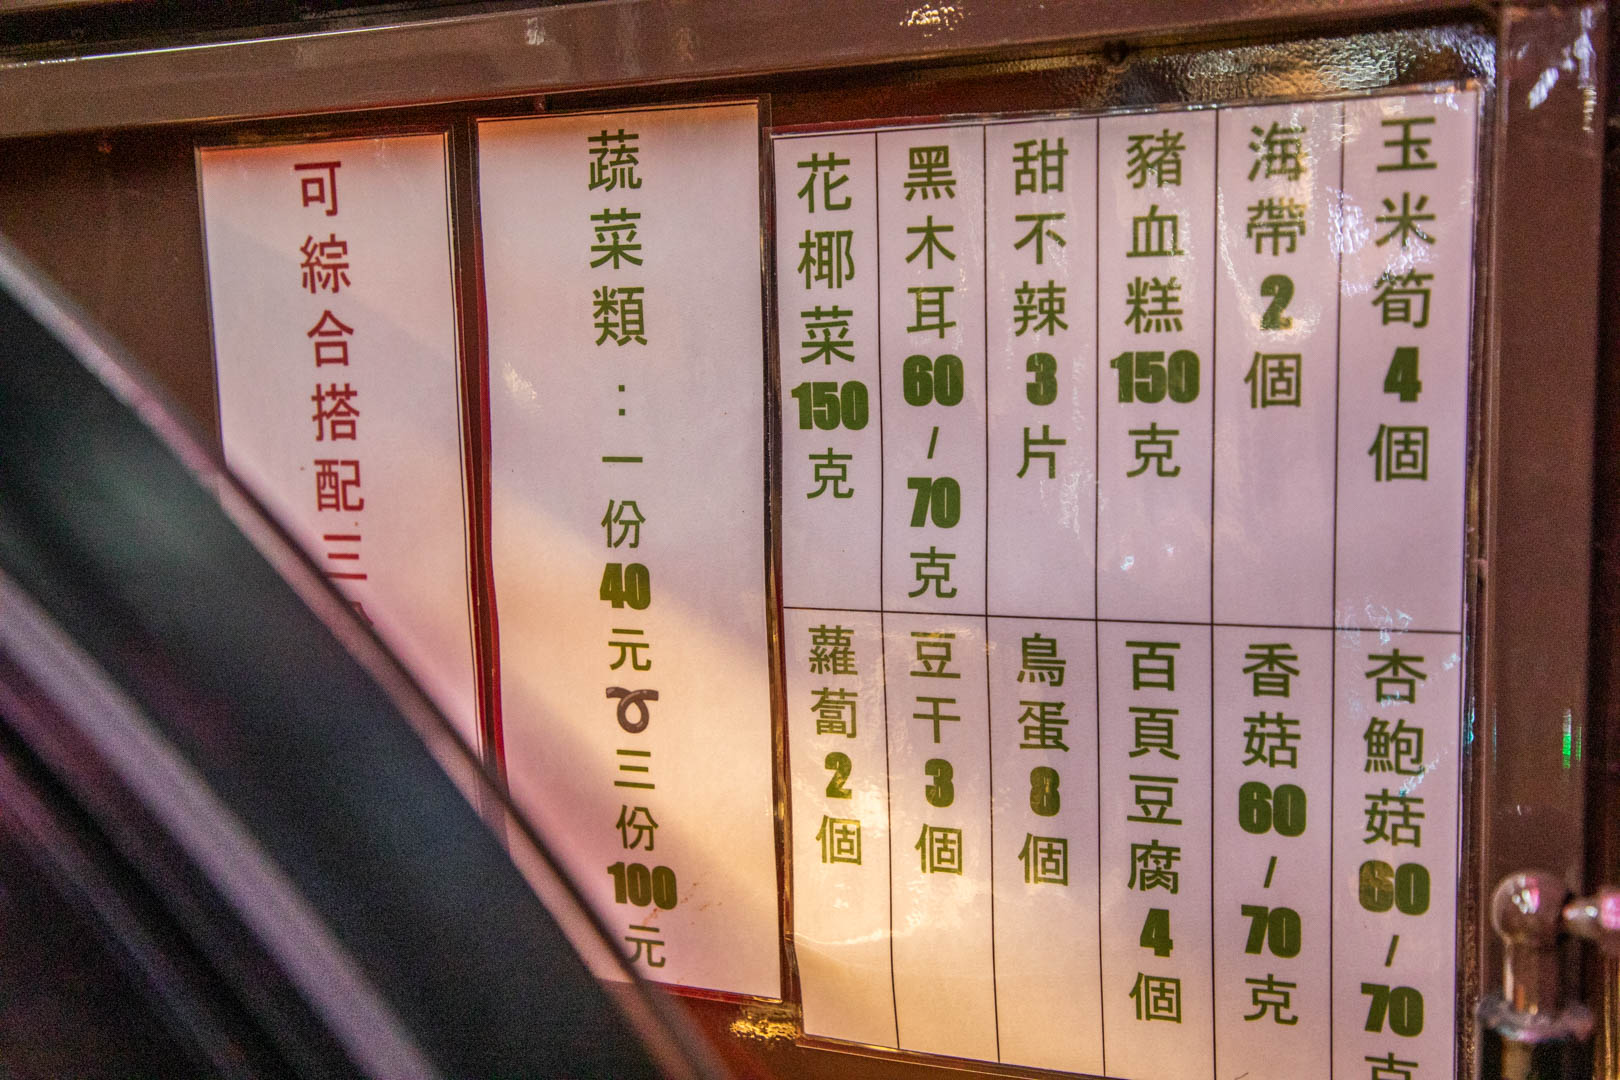 玉米筍4個
海帶2個
豬血糕150克
甜不辣3片
黑木耳60/70克
花椰菜150克
杏鮑菇60/70克
香菇60/70克
百頁豆腐4個
鳥蛋8個
豆干3個
蘿蔔2個
蔬菜類：一份40元➰三份100元
可綜合搭配三